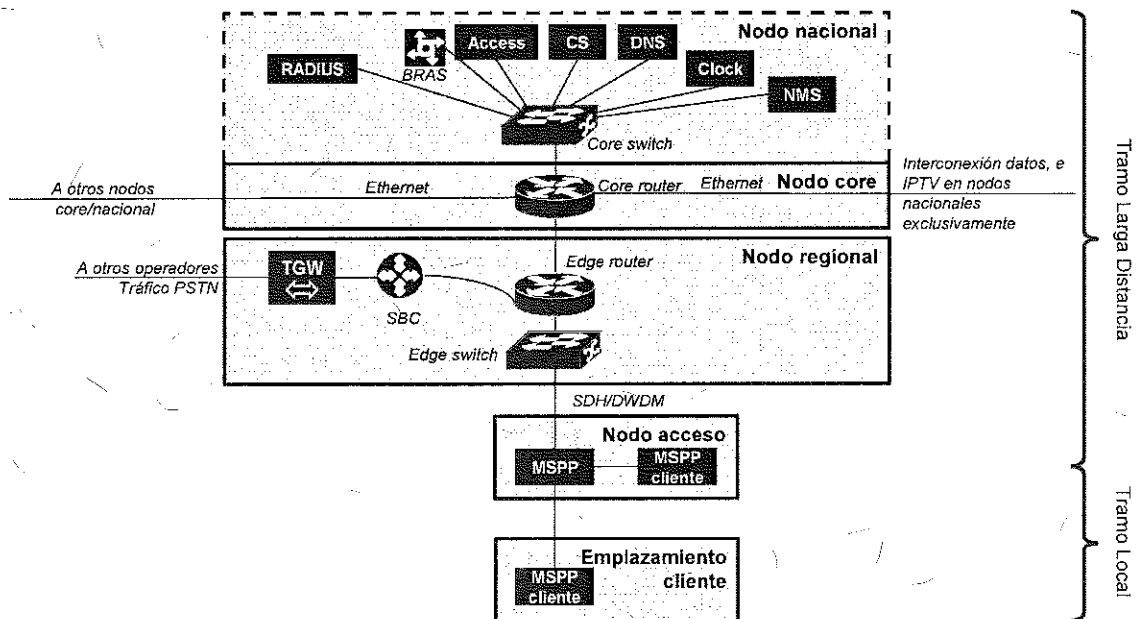 Nodo nacional
Access
CS
DNS
RADIUS
BRAS
Clock
NMS
Core switch
A otros nodos
core/nacional
Ethernet
Core router
Ethernet
Nodo core
Interconexión datos, e
IPTV en nodos
nacionales
exclusivamente
Tramo Larga Distancia
A otros operadores
Tráfico PSTN
TGW
SBC
Edge router
Nodo regional
Edge switch
SDH/DWDM
Nodo acceso
MSPP
MSPP
cliente
Tramo Local
Emplazamiento
cliente
MSPP
cliente